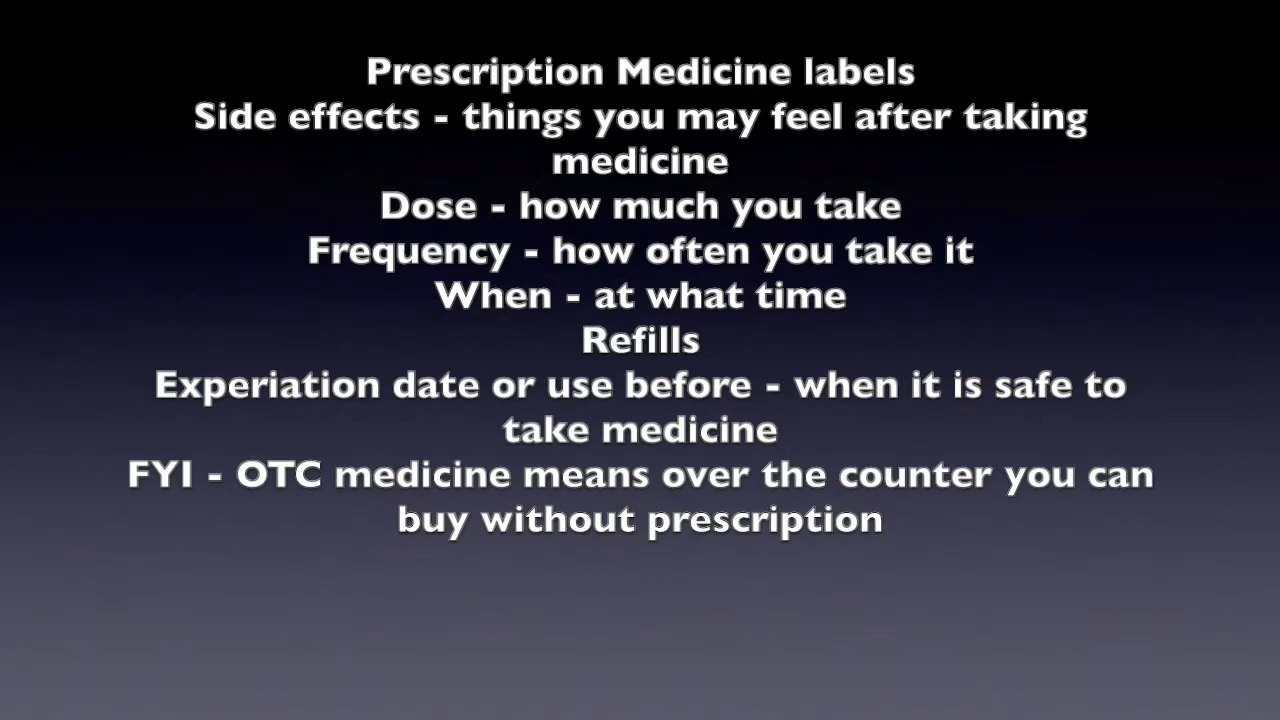 Prescription Medicine labels
Side effects - things you may feel after taking
medicine
Dose - how much you take
Frequency - how often you take it
When - at what time
Refills
Experiation date or use before - when it is safe to
take medicine
FYI - OTC medicine means over the counter you can
buy without prescription